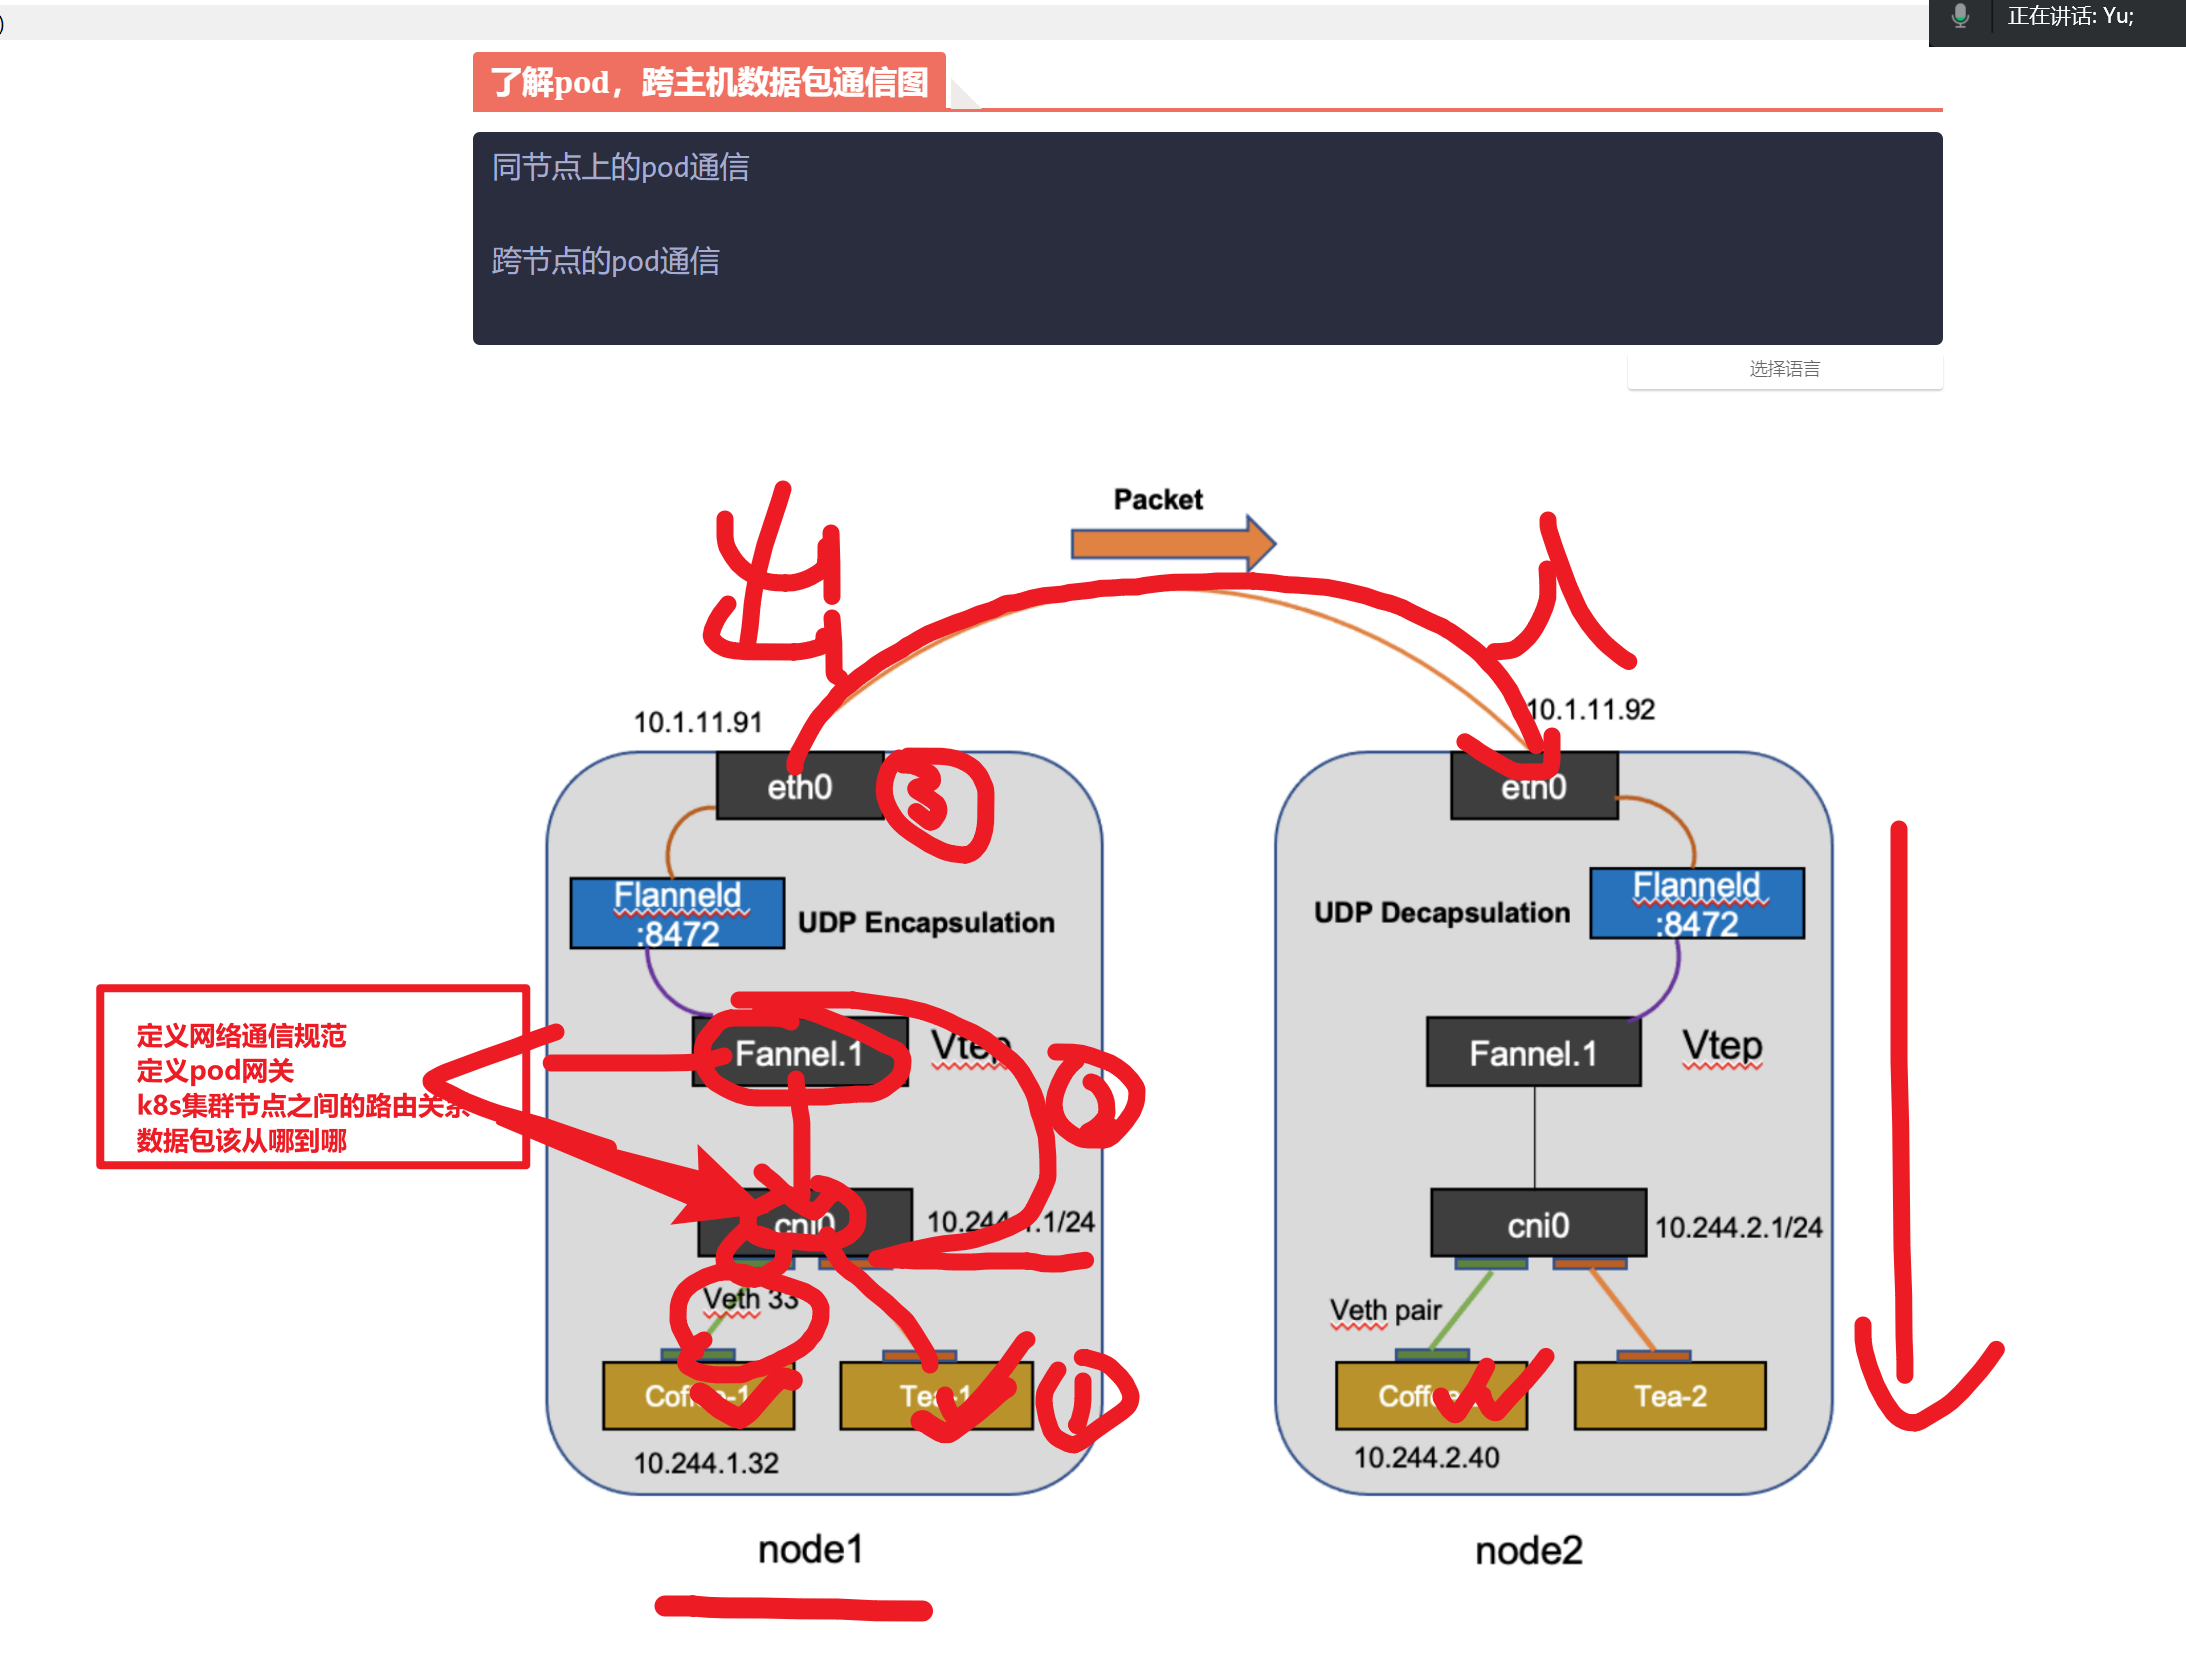 )
正在讲话: Yu;
了解pod，跨主机数据包通信图
同节点上的pod通信
跨节点的pod通信
选择语言
Packet
出
入
10.1.11.91
10.1.11.92
eth0
③
eth0
Flanneld
:8472
UDP Encapsulation
UDP Decapsulation
Flanneld
:8472
定义网络通信规范
定义pod网关
k8s集群节点之间的路由关系
数据包该从哪到哪
Fannel.1
Vtep
Fannel.1
Vtep
cni0
10.244.1.1/24
cni0
10.244.2.1/24
Veth 33
Veth pair
Coffee-1
Tea-1
①
Tea-2
10.244.1.32
10.244.2.40
node1
node2